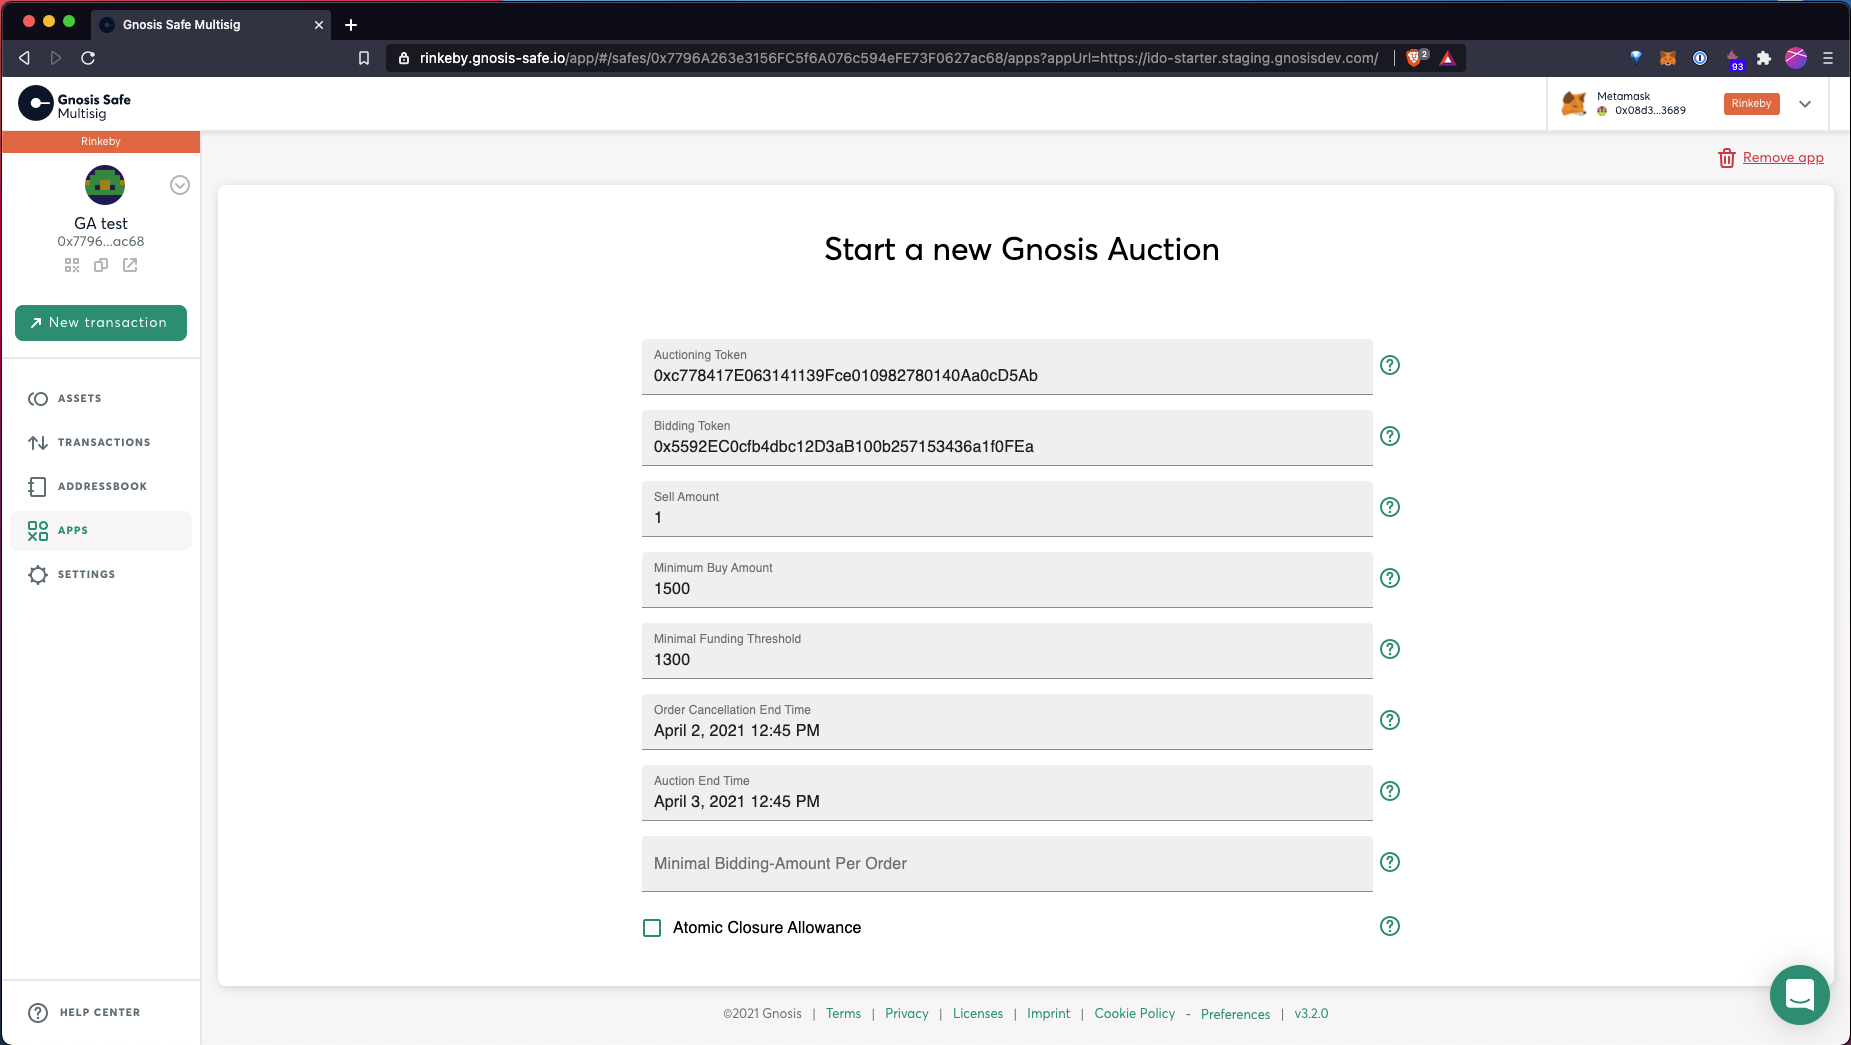 Gnosis Safe Multisig
rinkeby.gnosis-safe.io/app/#/safes/0x7796A263e3156FC5f6A076c594eFE73F0627ac68/apps?appUrl=https://ido-starter.staging.gnosisdev.com/
2
93
Gnosis Safe
Multisig
Metamask
0x08d3...3689
Rinkeby
Rinkeby
Remove app
GA test
0x7796...ac68
New transaction
ASSETS
TRANSACTIONS
ADDRESSBOOK
APPS
SETTINGS
HELP CENTER
Start a new Gnosis Auction
Auctioning Token
0xc778417E063141139Fce010982780140Aa0cD5Ab
Bidding Token
0x5592EC0cfb4dbc12D3aB100b257153436a1f0FEa
Sell Amount
1
Minimum Buy Amount
1500
Minimal Funding Threshold
1300
Order Cancellation End Time
April 2, 2021 12:45 PM
Auction End Time
April 3, 2021 12:45 PM
Minimal Bidding-Amount Per Order
Atomic Closure Allowance
©2021 Gnosis | Terms | Privacy | Licenses | Imprint | Cookie Policy - Preferences | v3.2.0